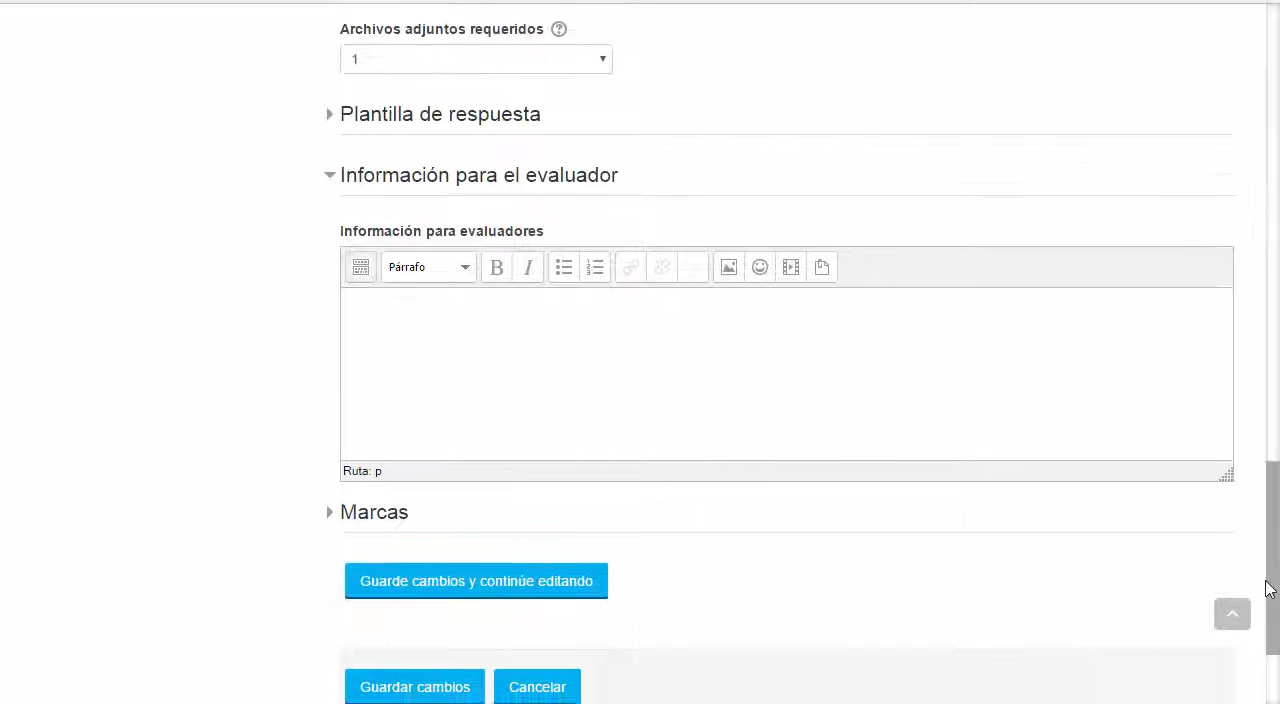 Archivos adjuntos requeridos
1
Plantilla de respuesta
Información para el evaluador
Información para evaluadores
Párrafo B I
Ruta: p
Marcas
Guarde cambios y continúe editando
Guardar cambios Cancelar